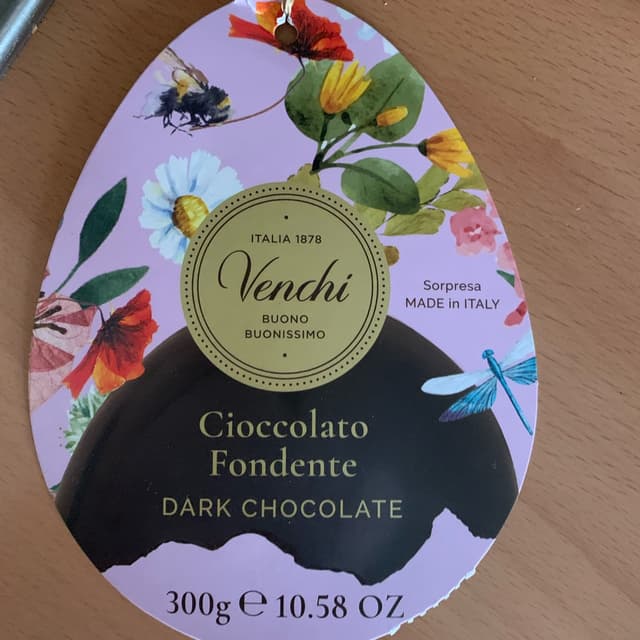 ITALIA 1878
Venchi
BUONO
BUONISSIMO
Sorpresa
MADE in ITALY
Cioccolato
Fondente
DARK CHOCOLATE
300g ℮ 10.58 OZ